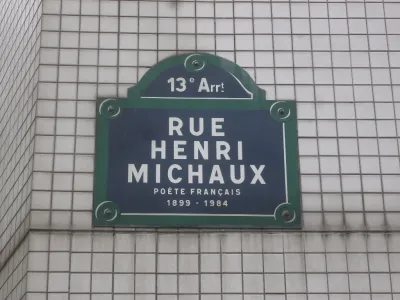 13e Arrt
RUE
HENRI
MICHAUX
POÈTE FRANÇAIS
1899 - 1984